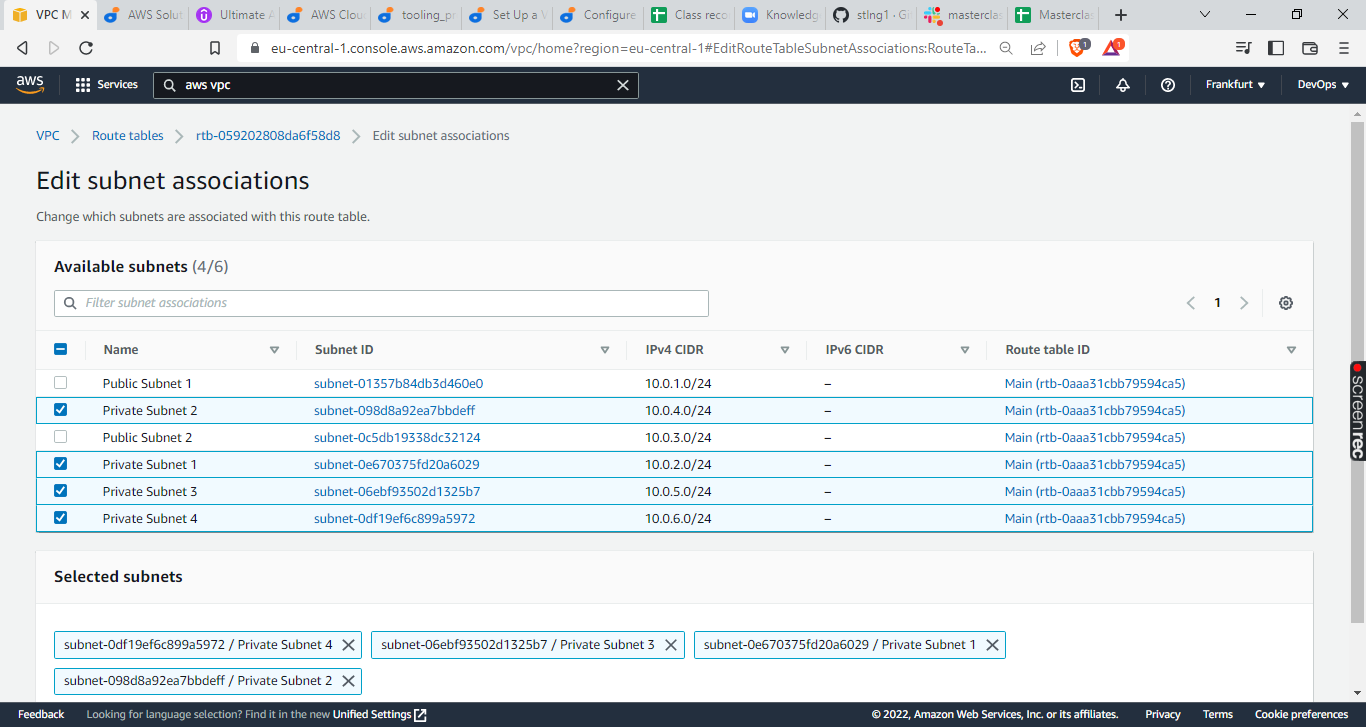 VPC M
AWS Solut
Ultimate A
AWS Clou
tooling_pr
Set Up a V
Configure
Class reco
Knowledg
stlng1 · Gi
mastercla
Mastercla
eu-central-1.console.aws.amazon.com/vpc/home?region=eu-central-1#EditRouteTableSubnetAssociations:RouteTa...
1
1
aws
Services
aws vpc
Frankfurt
DevOps
VPC
Route tables
rtb-059202808da6f58d8
Edit subnet associations
Edit subnet associations
Change which subnets are associated with this route table.
Available subnets (4/6)
Filter subnet associations
1
Name Subnet ID IPv4 CIDR IPv6 CIDR Route table ID
Public Subnet 1 subnet-01357b84db3d460e0 10.0.1.0/24 – Main (rtb-0aaa31cbb79594ca5)
Private Subnet 2 subnet-098d8a92ea7bbdeff 10.0.4.0/24 – Main (rtb-0aaa31cbb79594ca5)
Public Subnet 2 subnet-0c5db19338dc32124 10.0.3.0/24 – Main (rtb-0aaa31cbb79594ca5)
Private Subnet 1 subnet-0e670375fd20a6029 10.0.2.0/24 – Main (rtb-0aaa31cbb79594ca5)
Private Subnet 3 subnet-06ebf93502d1325b7 10.0.5.0/24 – Main (rtb-0aaa31cbb79594ca5)
Private Subnet 4 subnet-0df19ef6c899a5972 10.0.6.0/24 – Main (rtb-0aaa31cbb79594ca5)
screenrec
Selected subnets
subnet-0df19ef6c899a5972 / Private Subnet 4
subnet-06ebf93502d1325b7 / Private Subnet 3
subnet-0e670375fd20a6029 / Private Subnet 1
subnet-098d8a92ea7bbdeff / Private Subnet 2
Feedback
Looking for language selection? Find it in the new Unified Settings
© 2022, Amazon Web Services, Inc. or its affiliates.
Privacy
Terms
Cookie preferences